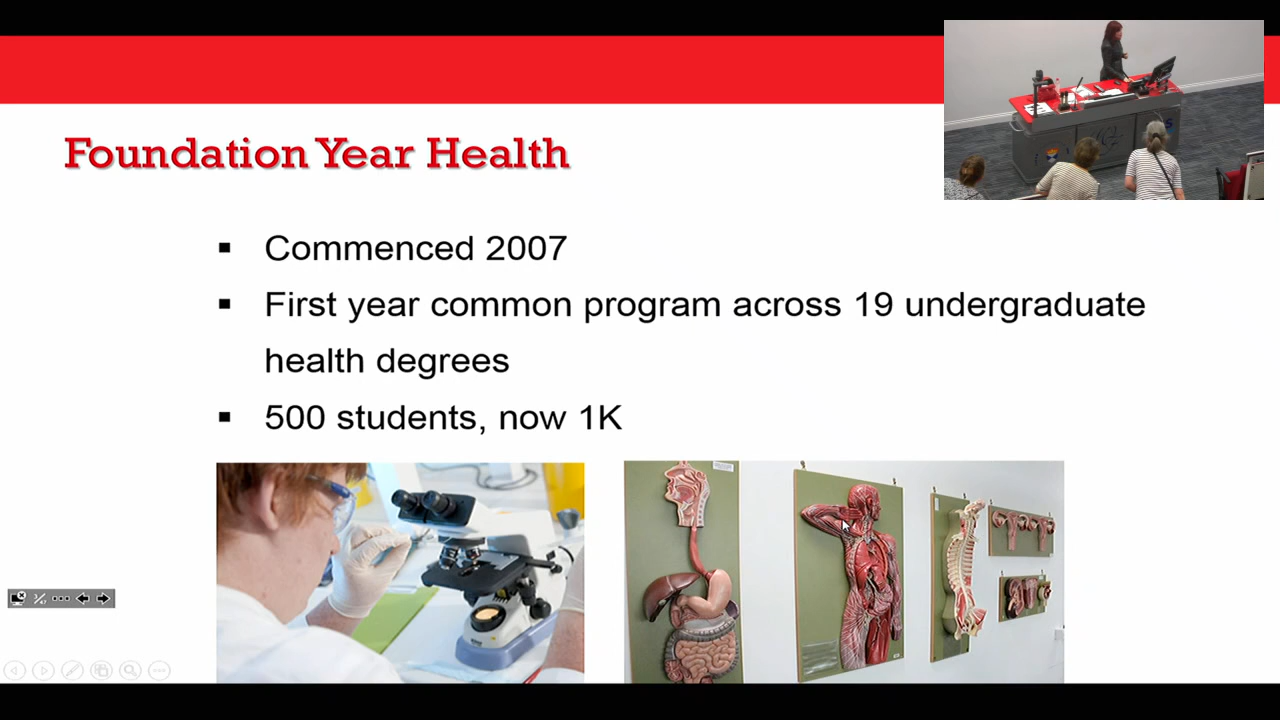 Foundation Year Health
▪ Commenced 2007
▪ First year common program across 19 undergraduate
health degrees
▪ 500 students, now 1K